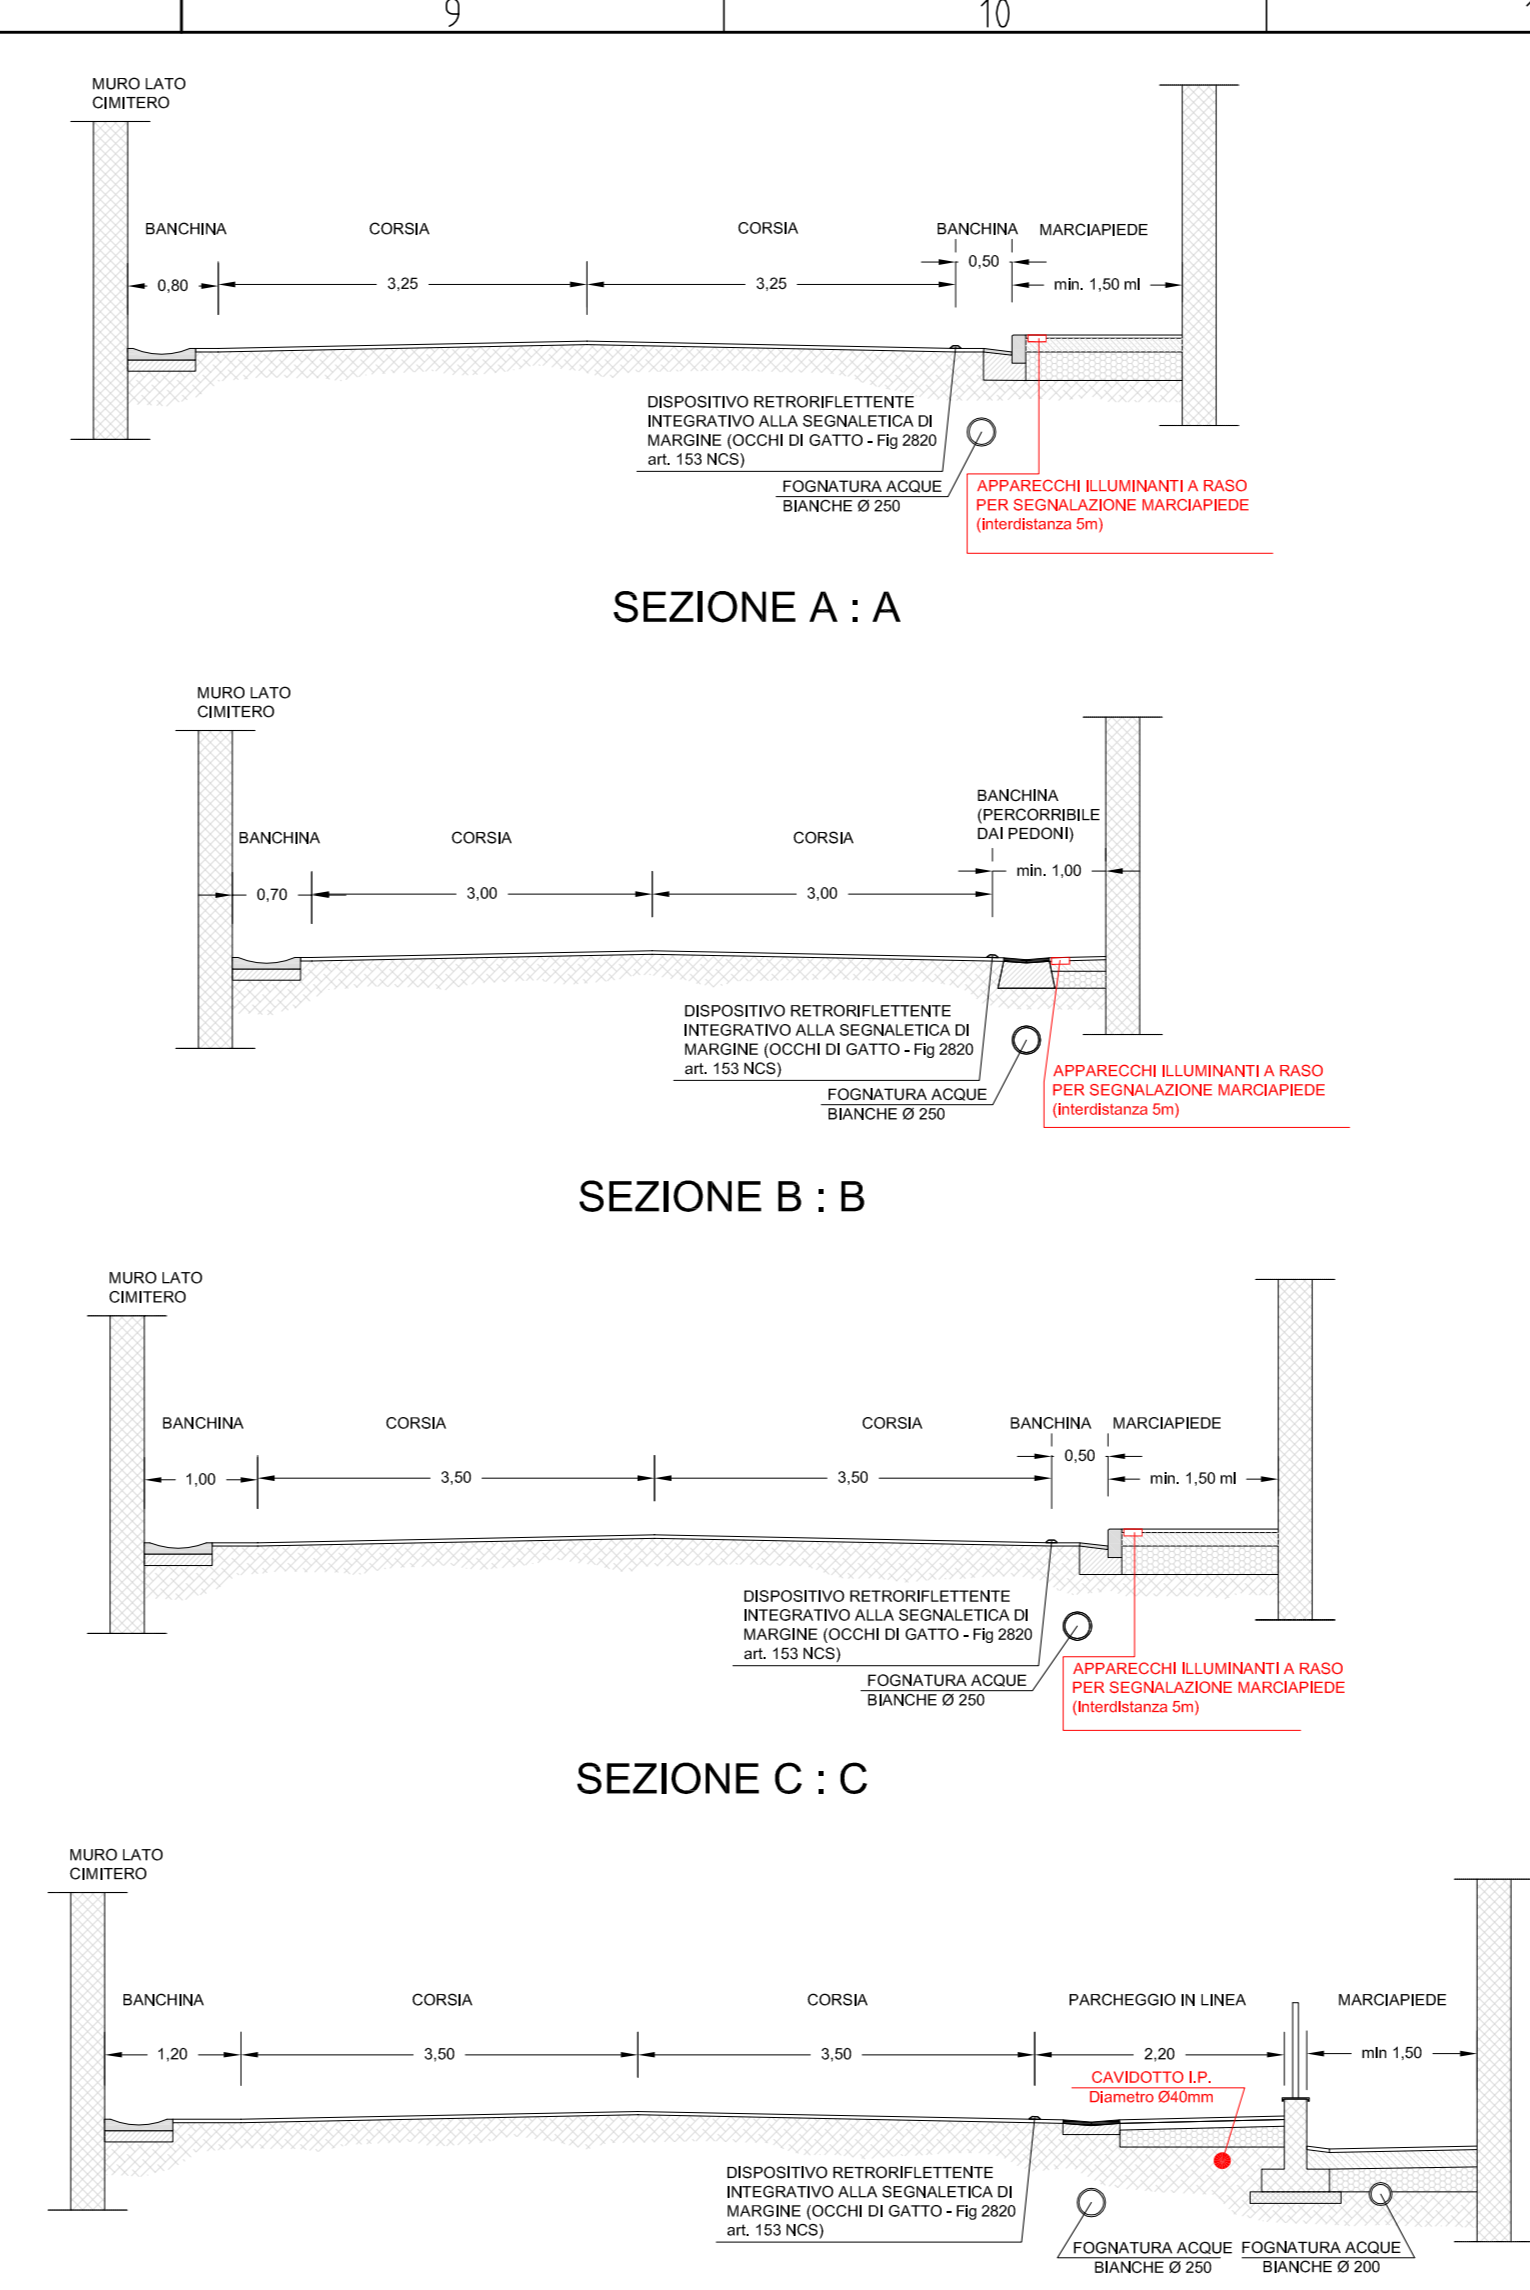 9
10
MURO LATO
CIMITERO
BANCHINA
CORSIA
CORSIA
BANCHINA
MARCIAPIEDE
0,80
3,25
3,25
0,50
min. 1,50 ml
DISPOSITIVO RETRORIFLETTENTE
INTEGRATIVO ALLA SEGNALETICA DI
MARGINE (OCCHI DI GATTO - Fig 2820
art. 153 NCS)
FOGNATURA ACQUE
BIANCHE Ø 250
APPARECCHI ILLUMINANTI A RASO
PER SEGNALAZIONE MARCIAPIEDE
(interdistanza 5m)
SEZIONE A : A
MURO LATO
CIMITERO
BANCHINA
CORSIA
CORSIA
BANCHINA
(PERCORRIBILE
DAI PEDONI)
0,70
3,00
3,00
min. 1,00
DISPOSITIVO RETRORIFLETTENTE
INTEGRATIVO ALLA SEGNALETICA DI
MARGINE (OCCHI DI GATTO - Fig 2820
art. 153 NCS)
FOGNATURA ACQUE
BIANCHE Ø 250
APPARECCHI ILLUMINANTI A RASO
PER SEGNALAZIONE MARCIAPIEDE
(interdistanza 5m)
SEZIONE B : B
MURO LATO
CIMITERO
BANCHINA
CORSIA
CORSIA
BANCHINA
MARCIAPIEDE
1,00
3,50
3,50
0,50
min. 1,50 ml
DISPOSITIVO RETRORIFLETTENTE
INTEGRATIVO ALLA SEGNALETICA DI
MARGINE (OCCHI DI GATTO - Fig 2820
art. 153 NCS)
FOGNATURA ACQUE
BIANCHE Ø 250
APPARECCHI ILLUMINANTI A RASO
PER SEGNALAZIONE MARCIAPIEDE
(interdistanza 5m)
SEZIONE C : C
MURO LATO
CIMITERO
BANCHINA
CORSIA
CORSIA
PARCHEGGIO IN LINEA
MARCIAPIEDE
1,20
3,50
3,50
2,20
min 1,50
CAVIDOTTO I.P.
Diametro Ø40mm
DISPOSITIVO RETRORIFLETTENTE
INTEGRATIVO ALLA SEGNALETICA DI
MARGINE (OCCHI DI GATTO - Fig 2820
art. 153 NCS)
FOGNATURA ACQUE
BIANCHE Ø 250
FOGNATURA ACQUE
BIANCHE Ø 200